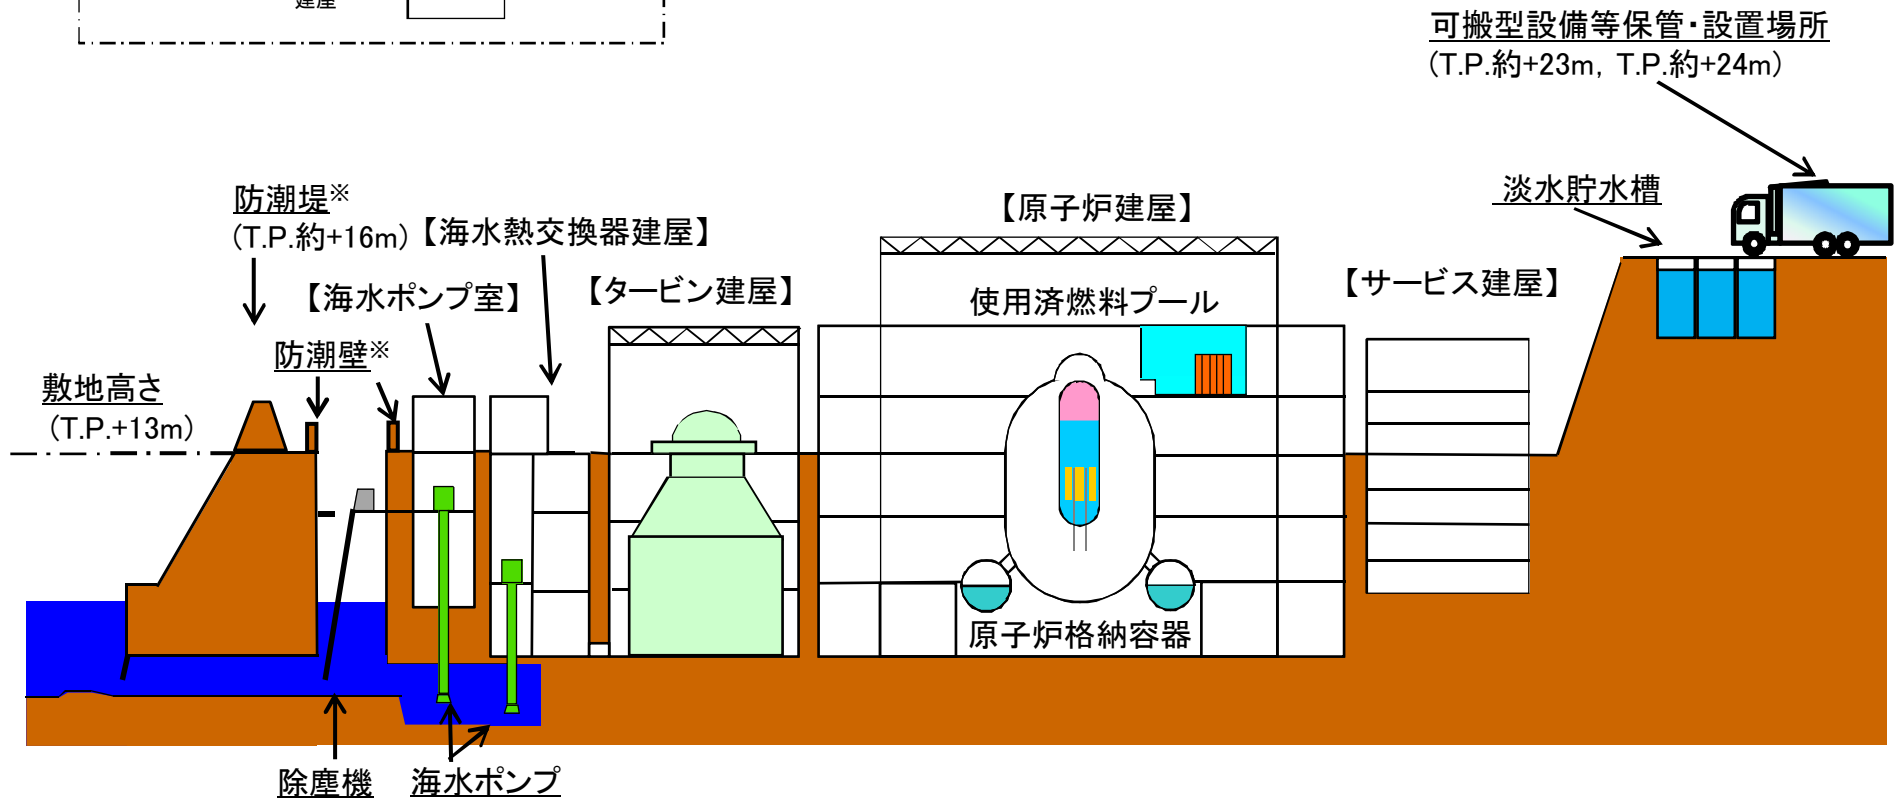 建屋
可搬型設備等保管・設置場所
(T.P.約+23m, T.P.約+24m)
防潮堤※
(T.P.約+16m)
【海水熱交換器建屋】
【原子炉建屋】
淡水貯水槽
【海水ポンプ室】
【タービン建屋】
使用済燃料プール
【サービス建屋】
防潮壁※
敷地高さ
(T.P.+13m)
原子炉格納容器
除塵機
海水ポンプ